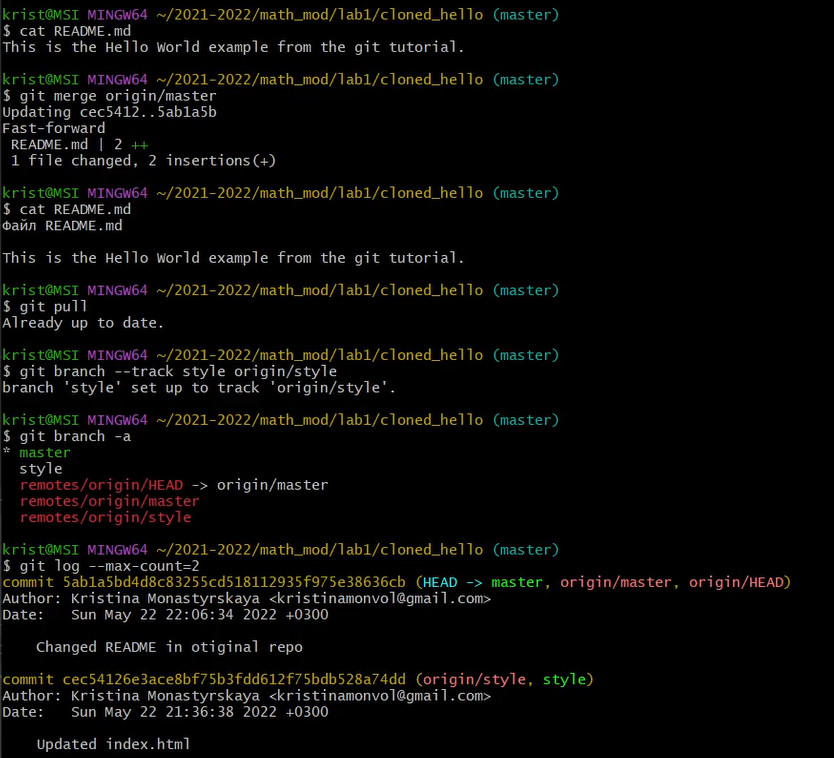 krist@MSI MINGW64 ~/2021-2022/math_mod/lab1/cloned_hello (master)
$ cat README.md
This is the Hello World example from the git tutorial.
krist@MSI MINGW64 ~/2021-2022/math_mod/lab1/cloned_hello (master)
$ git merge origin/master
Updating cec5412..5ab1a5b
Fast-forward
 README.md | 2 ++
 1 file changed, 2 insertions(+)
krist@MSI MINGW64 ~/2021-2022/math_mod/lab1/cloned_hello (master)
$ cat README.md
Файл README.md
This is the Hello World example from the git tutorial.
krist@MSI MINGW64 ~/2021-2022/math_mod/lab1/cloned_hello (master)
$ git pull
Already up to date.
krist@MSI MINGW64 ~/2021-2022/math_mod/lab1/cloned_hello (master)
$ git branch --track style origin/style
branch 'style' set up to track 'origin/style'.
krist@MSI MINGW64 ~/2021-2022/math_mod/lab1/cloned_hello (master)
$ git branch -a
* master
  style
  remotes/origin/HEAD -> origin/master
  remotes/origin/master
  remotes/origin/style
krist@MSI MINGW64 ~/2021-2022/math_mod/lab1/cloned_hello (master)
$ git log --max-count=2
commit 5ab1a5bd4d8c83255cd518112935f975e38636cb (HEAD -> master, origin/master, origin/HEAD)
Author: Kristina Monastyrskaya <kristinamonvol@gmail.com>
Date:   Sun May 22 22:06:34 2022 +0300
    Changed README in otiginal repo
commit cec54126e3ace8bf75b3fdd612f75bdb528a74dd (origin/style, style)
Author: Kristina Monastyrskaya <kristinamonvol@gmail.com>
Date:   Sun May 22 21:36:38 2022 +0300
    Updated index.html